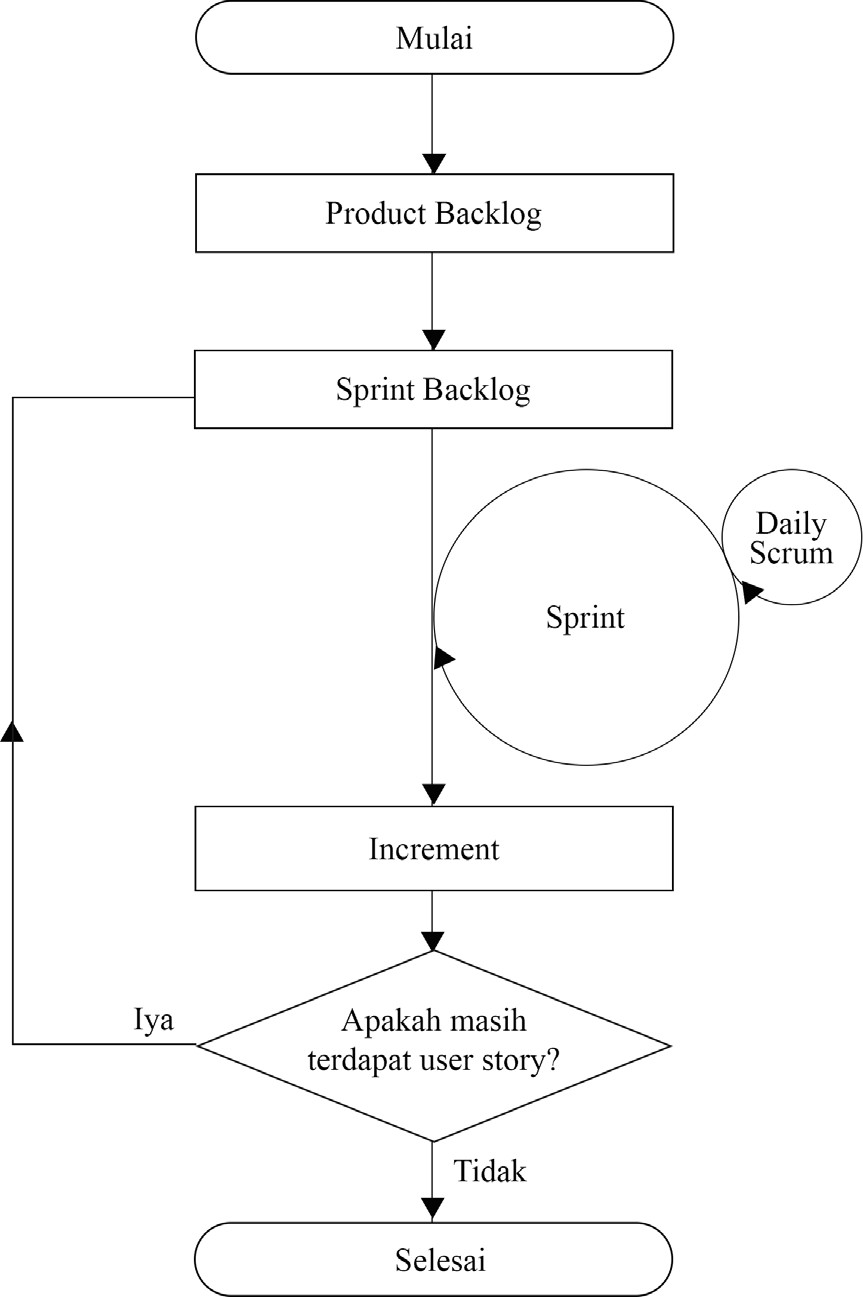 Mulai
Product Backlog
Sprint Backlog
Daily
Scrum
Sprint
Increment
Apakah masih
terdapat user story?
Iya
Tidak
Selesai